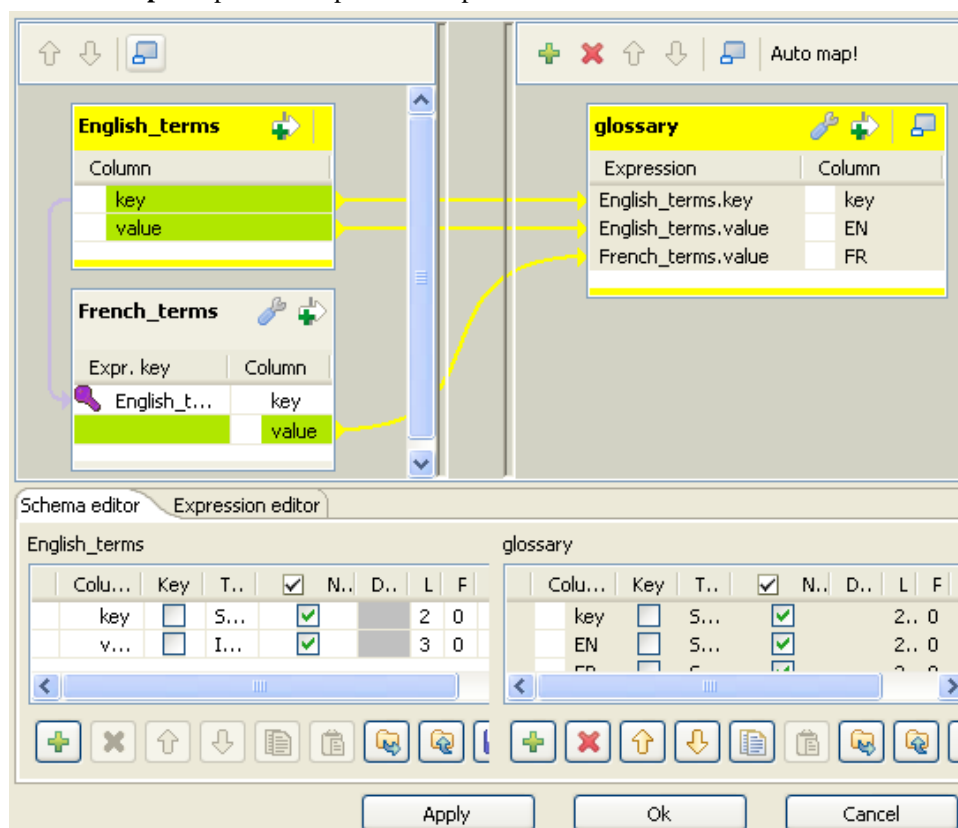 Auto map!
English_terms
Column
key
value
French_terms
Expr. key Column
English_t... key
value
glossary
Expression Column
English_terms.key key
English_terms.value EN
French_terms.value FR
Schema editor Expression editor
English_terms
Colu... Key T... N.. D.. L F
key S... 2 0
v... I... 3 0
glossary
Colu... Key T... N.. D.. L F
key S... 2.. 0
EN S... 2.. 0
Apply Ok Cancel